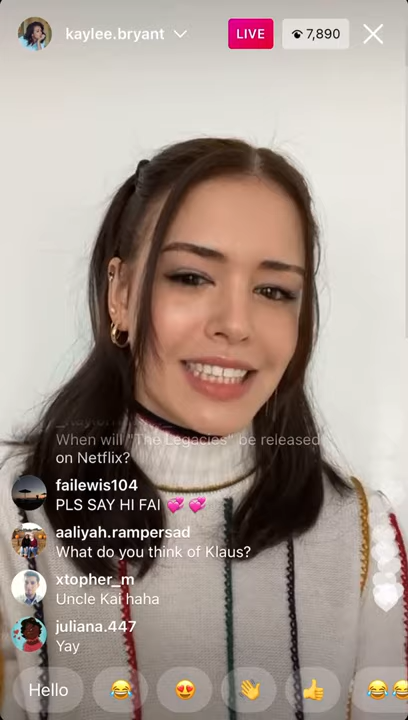 kaylee.bryant
LIVE
7,890
When will "The Legacies" be released
on Netflix?
failewis104
PLS SAY HI FAI 💞 💞
aaliyah.rampersad
What do you think of Klaus?
xtopher_m
Uncle Kai haha
juliana.447
Yay
Hello